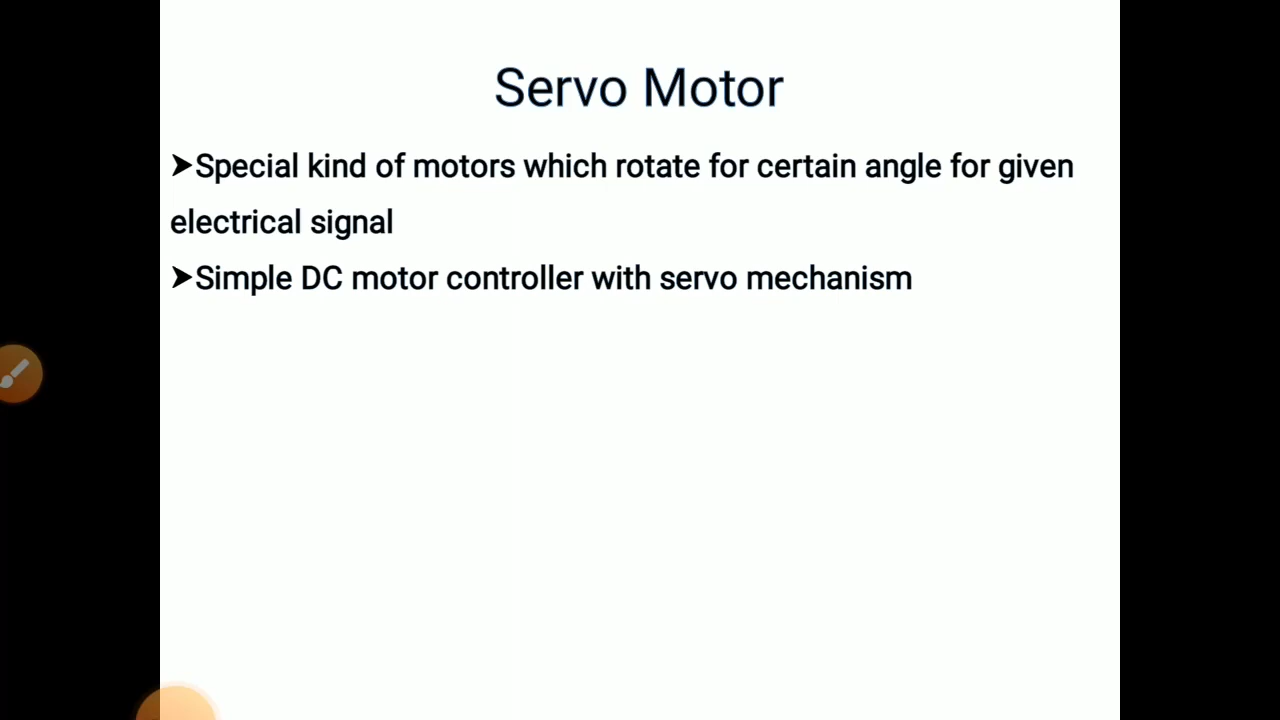 Servo Motor
➤Special kind of motors which rotate for certain angle for given
electrical signal
➤Simple DC motor controller with servo mechanism